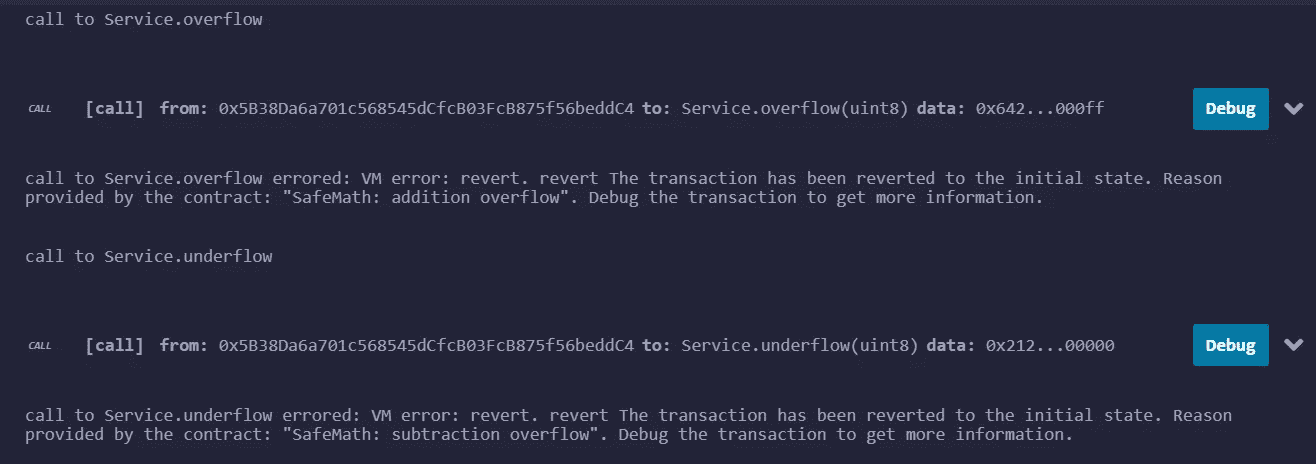 call to Service.overflow
CALL [call] from: 0x5B38Da6a701c568545dCfcB03FcB875f56beddC4 to: Service.overflow(uint8) data: 0x642...000ff Debug
call to Service.overflow errored: VM error: revert. revert The transaction has been reverted to the initial state. Reason
provided by the contract: "SafeMath: addition overflow". Debug the transaction to get more information.
call to Service.underflow
CALL [call] from: 0x5B38Da6a701c568545dCfcB03FcB875f56beddC4 to: Service.underflow(uint8) data: 0x212...00000 Debug
call to Service.underflow errored: VM error: revert. revert The transaction has been reverted to the initial state. Reason
provided by the contract: "SafeMath: subtraction overflow". Debug the transaction to get more information.